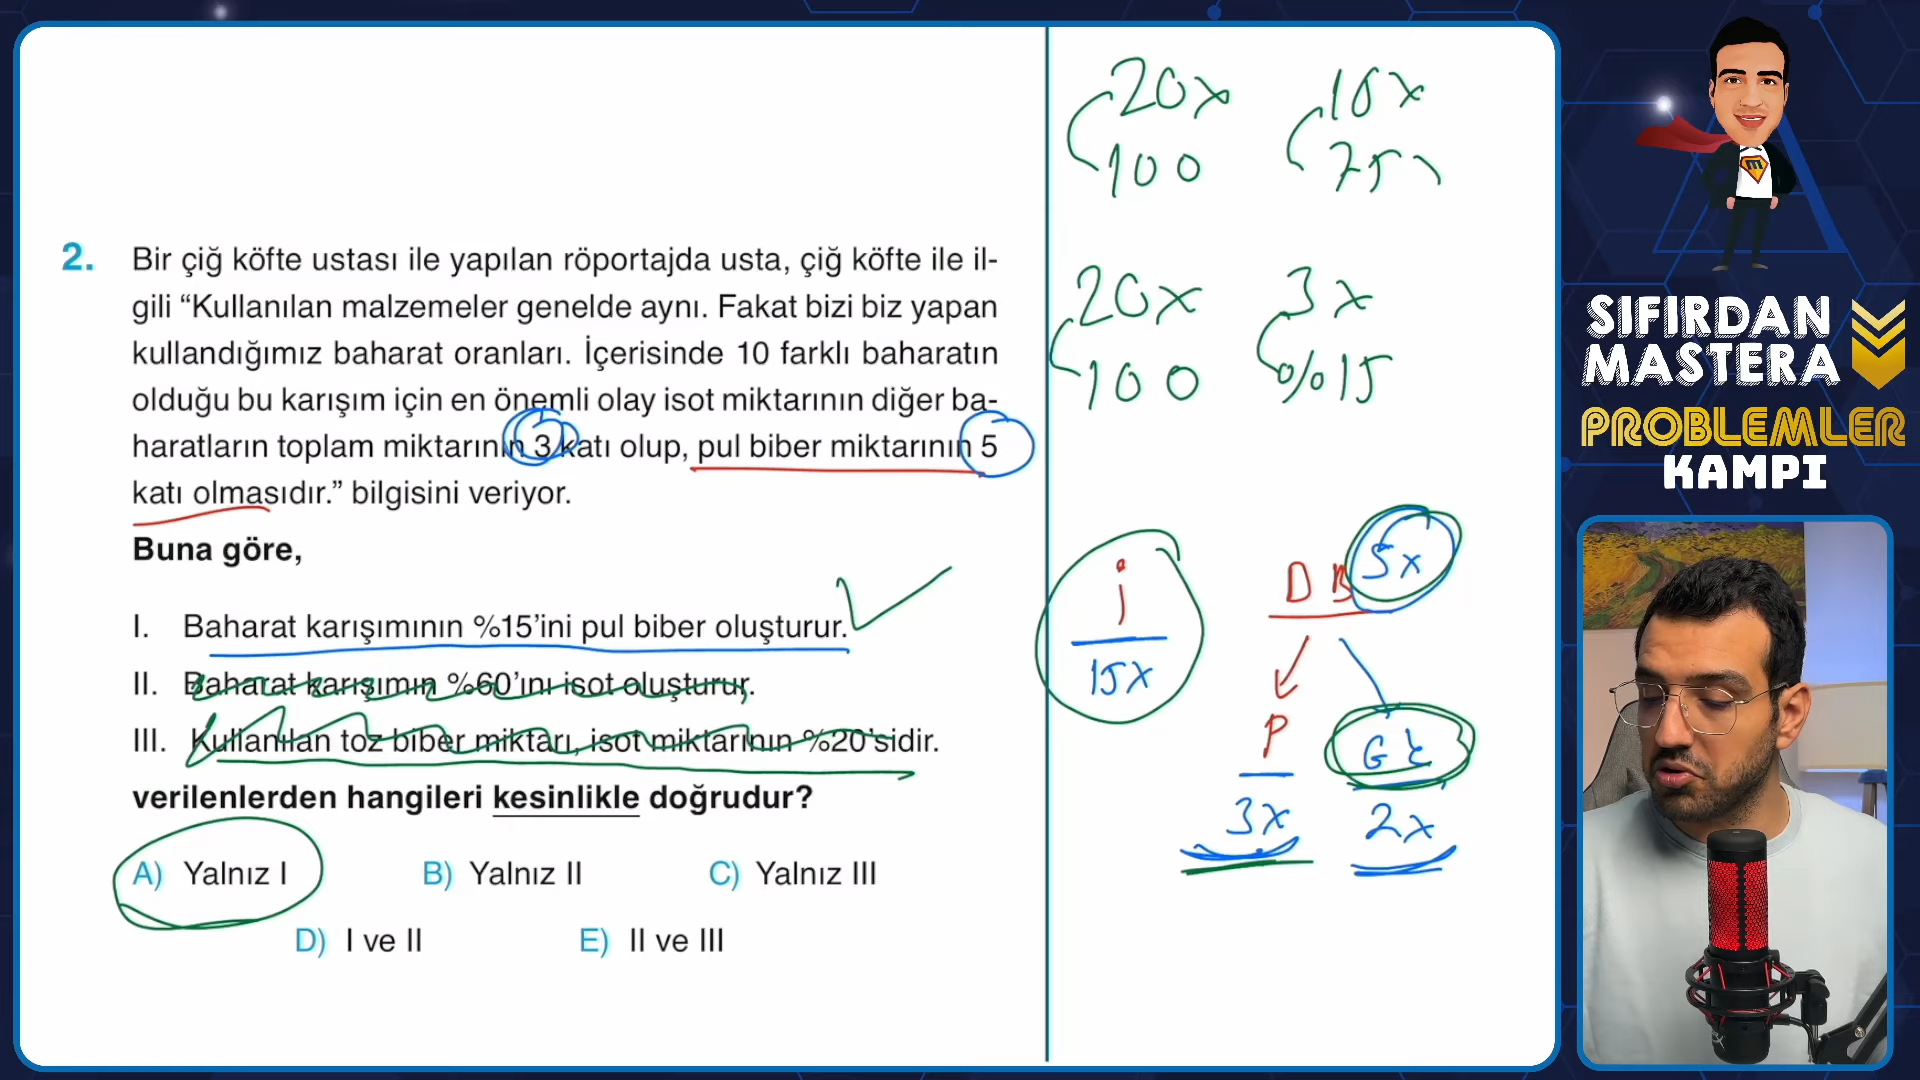 2. Bir çiğ köfte ustası ile yapılan röportajda usta, çiğ köfte ile il-
gili “Kullanılan malzemeler genelde aynı. Fakat bizi biz yapan
kullandığımız baharat oranları. İçerisinde 10 farklı baharatın
olduğu bu karışım için en önemli olay isot miktarının diğer ba-
haratların toplam miktarının 3 katı olup, pul biber miktarının 5
katı olmasıdır.” bilgisini veriyor.
Buna göre,
I. Baharat karışımının %15’ini pul biber oluşturur.
II. Baharat karışımın %60’ını isot oluşturur.
III. Kullanılan toz biber miktarı, isot miktarının %20’sidir.
verilenlerden hangileri kesinlikle doğrudur?
A) Yalnız I B) Yalnız II C) Yalnız III
D) I ve II E) II ve III
20x 15x
100 75
20x 3x
100 %15
i D B 5x
15x
P
3x 2x
SIFIRDAN
MASTERA
PROBLEMLER
KAMPI